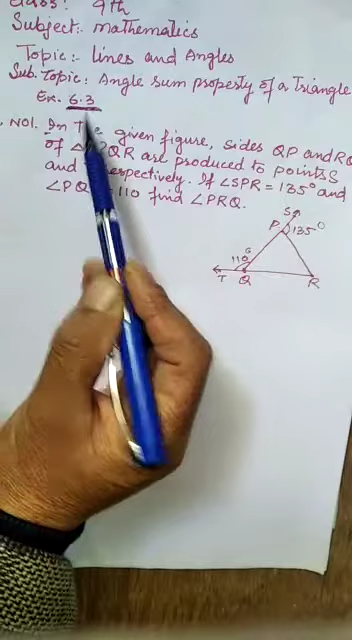 Class: 9th
Subject:- mathematics
Topic:- lines and Angles
Sub. Topic: Angle sum property of a Triangle
Ex. 6.3
NO1. In given figure, sides QP and RQ
of QR are produced to points S
and respectively. If ∠SPR = 135° and
∠PQ 110 find ∠PRQ.
S
P 135°
110°
T Q R